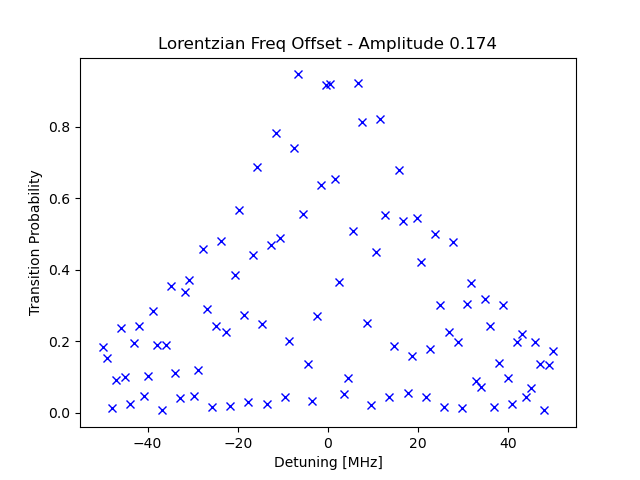 Lorentzian Freq Offset - Amplitude 0.174
Transition Probability
0.8
0.6
0.4
0.2
0.0
−40 −20 0 20 40
Detuning [MHz]